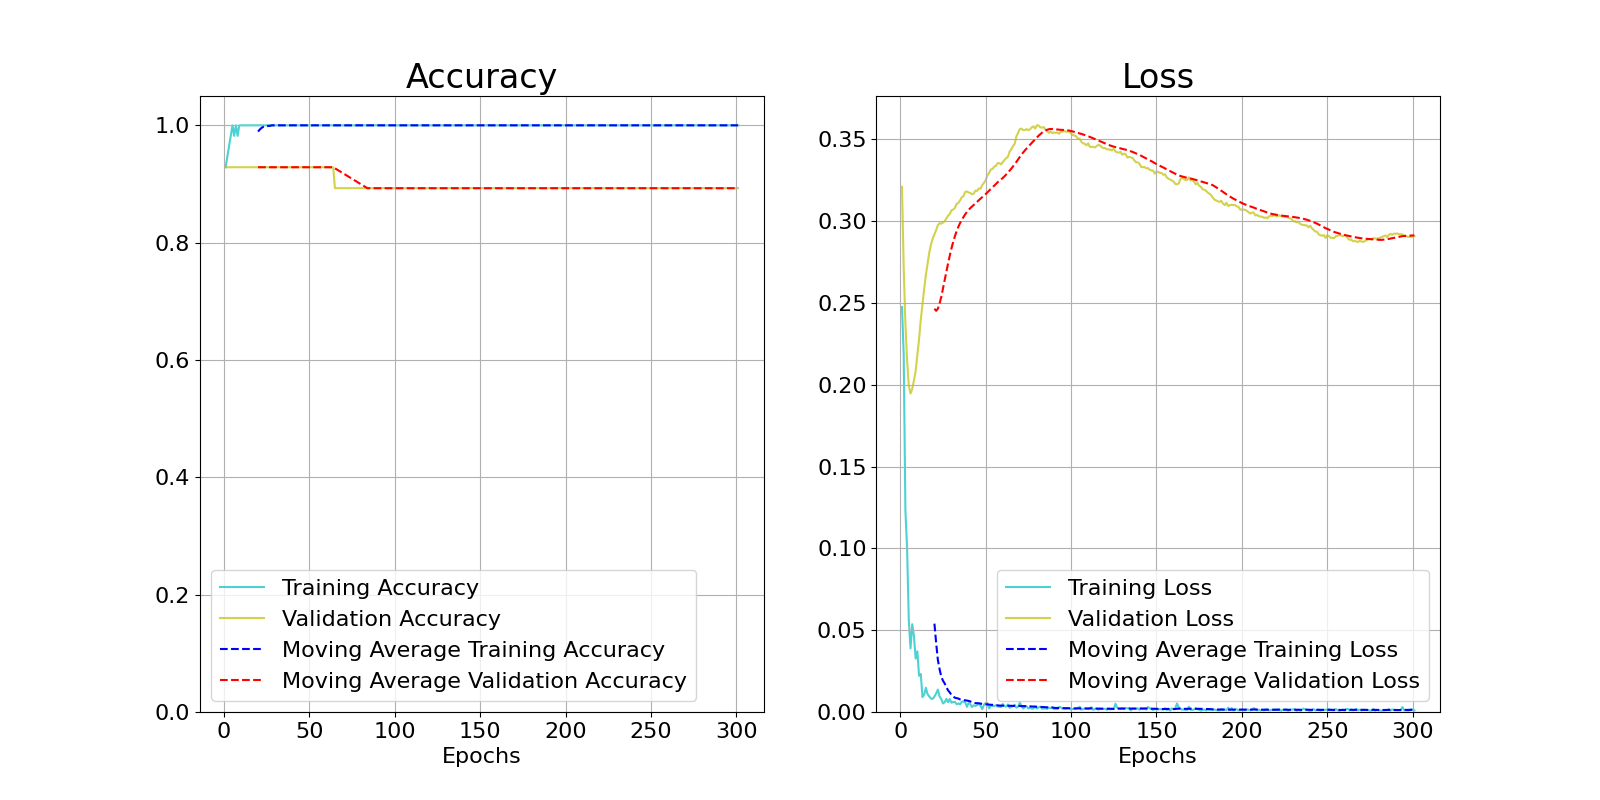 Accuracy
1.0
0.8
0.6
0.4
0.2
0.0
Training Accuracy
Validation Accuracy
Moving Average Training Accuracy
Moving Average Validation Accuracy
0 50 100 150 200 250 300
Epochs
Loss
0.35
0.30
0.25
0.20
0.15
0.10
0.05
0.00
Training Loss
Validation Loss
Moving Average Training Loss
Moving Average Validation Loss
0 50 100 150 200 250 300
Epochs